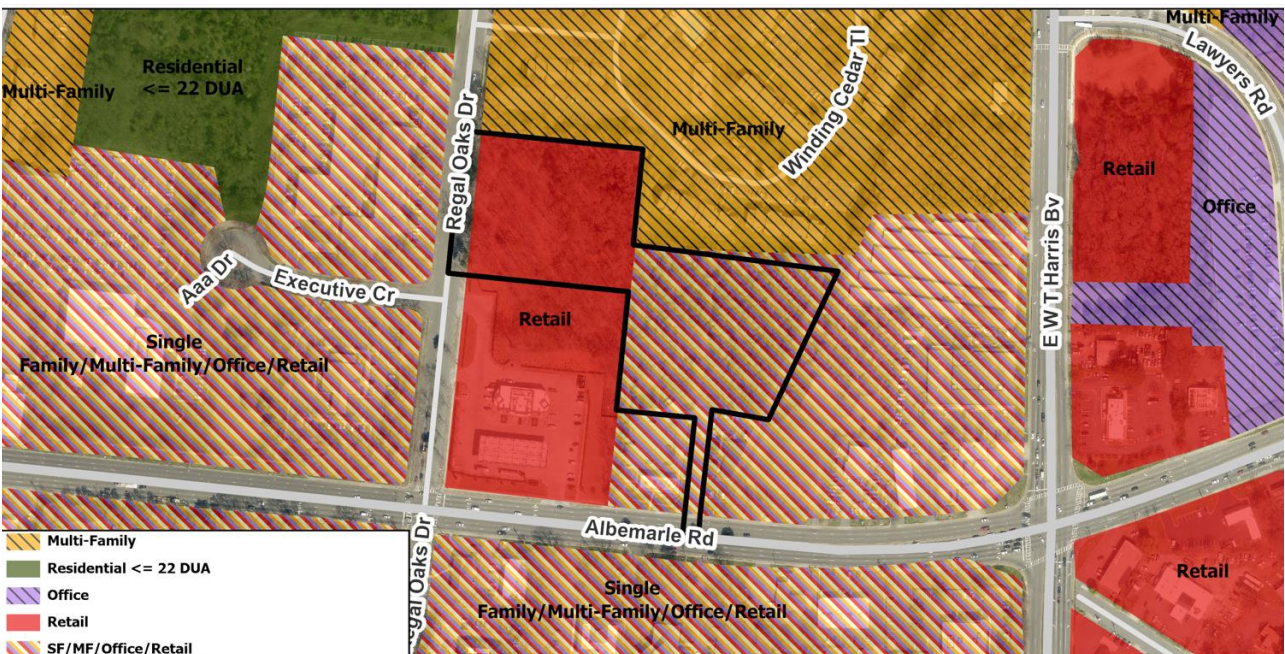 Multi-Family
Lawyers Rd
Residential
<= 22 DUA
Multi-Family
Regal Oaks Dr
Multi-Family
Winding Cedar Tl
Retail
Office
E W T Harris Bv
Aaa Dr
Executive Cr
Retail
Single
Family/Multi-Family/Office/Retail
Albemarle Rd
Retail
Single
Family/Multi-Family/Office/Retail
Regal Oaks Dr
Multi-Family
Residential <= 22 DUA
Office
Retail
SF/MF/Office/Retail